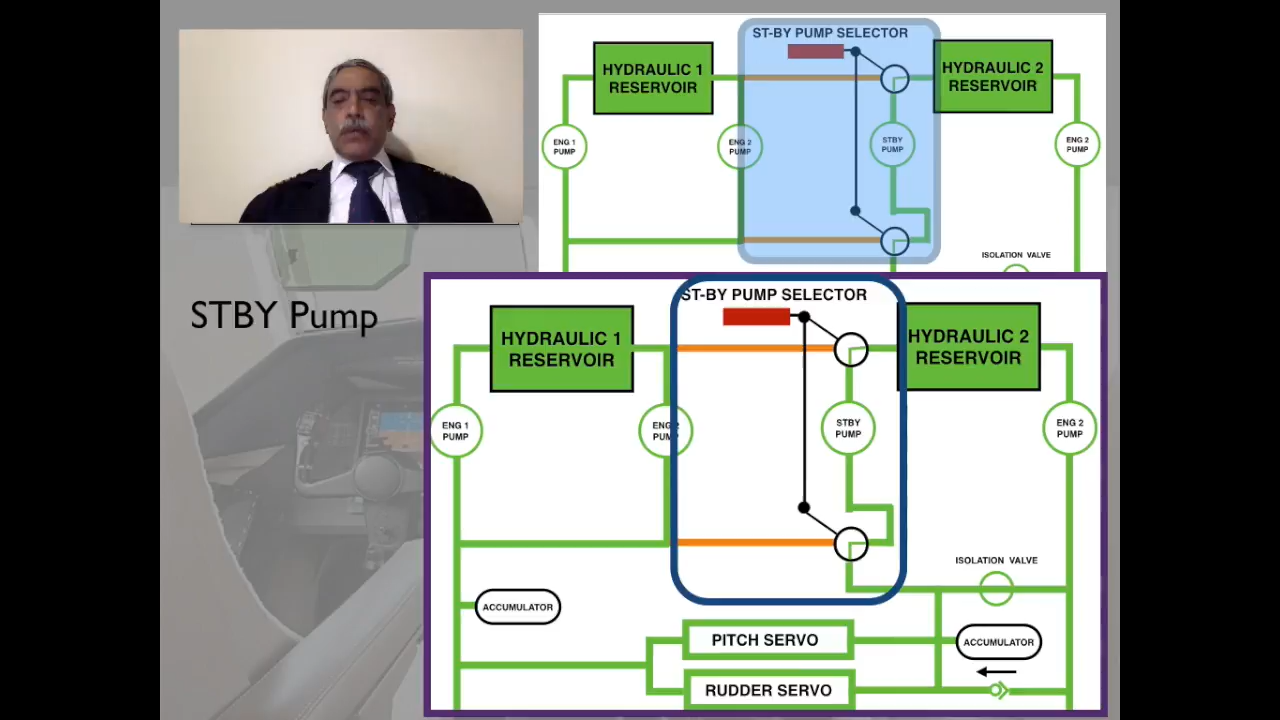 ST-BY PUMP SELECTOR
HYDRAULIC 1
RESERVOIR
HYDRAULIC 2
RESERVOIR
ENG 1
PUMP
ENG 2
PUMP
STBY
PUMP
ENG 2
PUMP
ISOLATION VALVE
STBY Pump
ST-BY PUMP SELECTOR
HYDRAULIC 1
RESERVOIR
HYDRAULIC 2
RESERVOIR
ENG 1
PUMP
ENG 2
PUMP
STBY
PUMP
ENG 2
PUMP
ISOLATION VALVE
ACCUMULATOR
PITCH SERVO
ACCUMULATOR
RUDDER SERVO